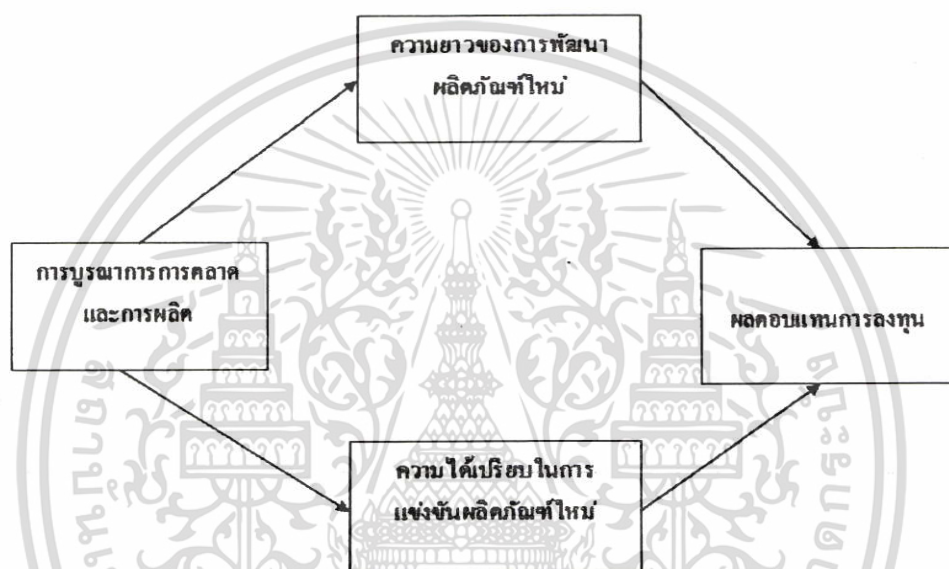 ความยาวของการพัฒนา
ผลิตภัณฑ์ใหม่
การบูรณาการการตลาด
และการผลิต
ผลตอบแทนการลงทุน
ความได้เปรียบในการ
แข่งขันผลิตภัณฑ์ใหม่